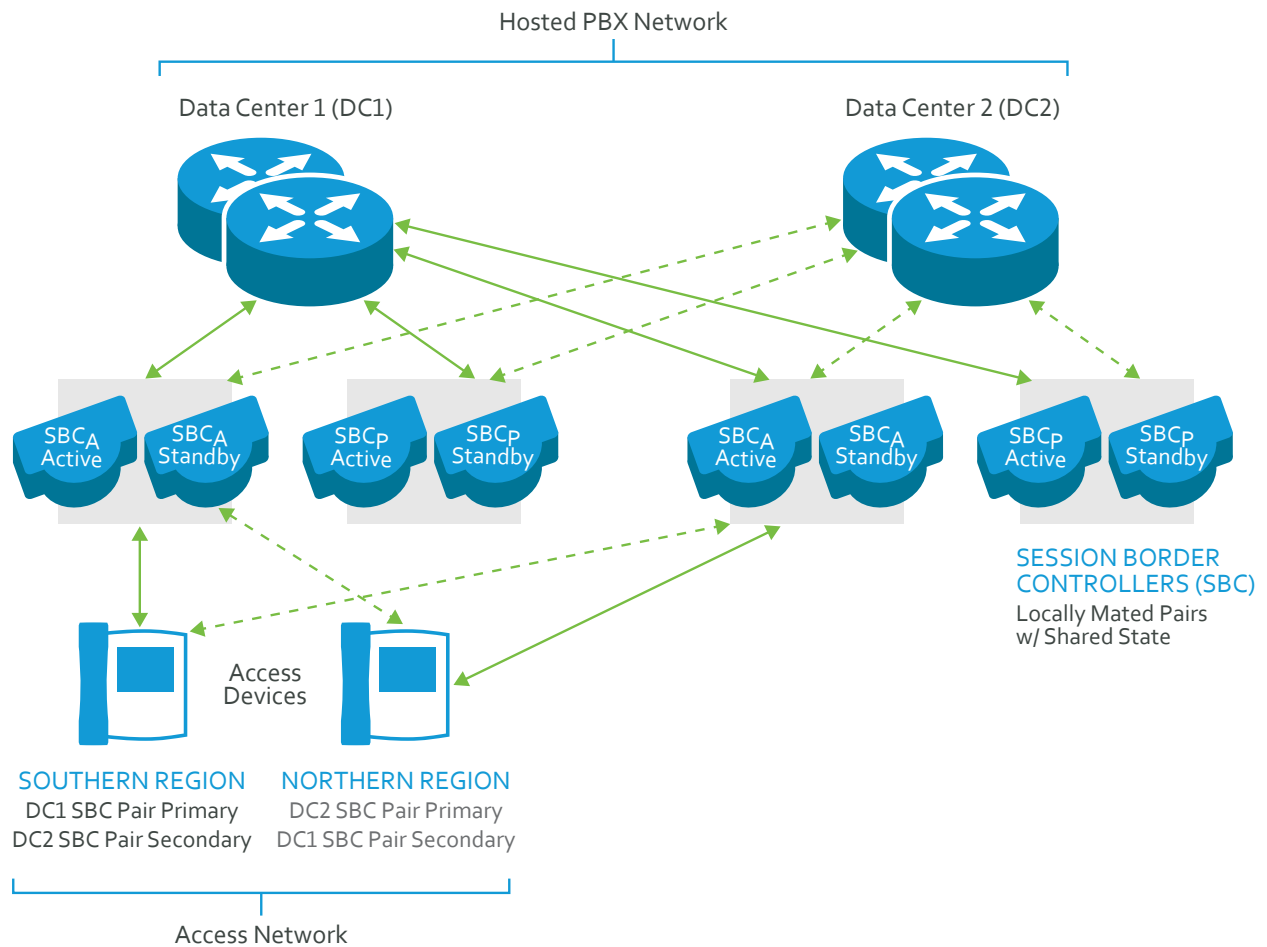 Hosted PBX Network
Data Center 1 (DC1)
Data Center 2 (DC2)
SBCA
Active
SBCA
Standby
SBCP
Active
SBCP
Standby
SBCA
Active
SBCA
Standby
SBCP
Active
SBCP
Standby
SESSION BORDER
CONTROLLERS (SBC)
Locally Mated Pairs
w/ Shared State
Access
Devices
SOUTHERN REGION
DC1 SBC Pair Primary
DC2 SBC Pair Secondary
NORTHERN REGION
DC2 SBC Pair Primary
DC1 SBC Pair Secondary
Access Network